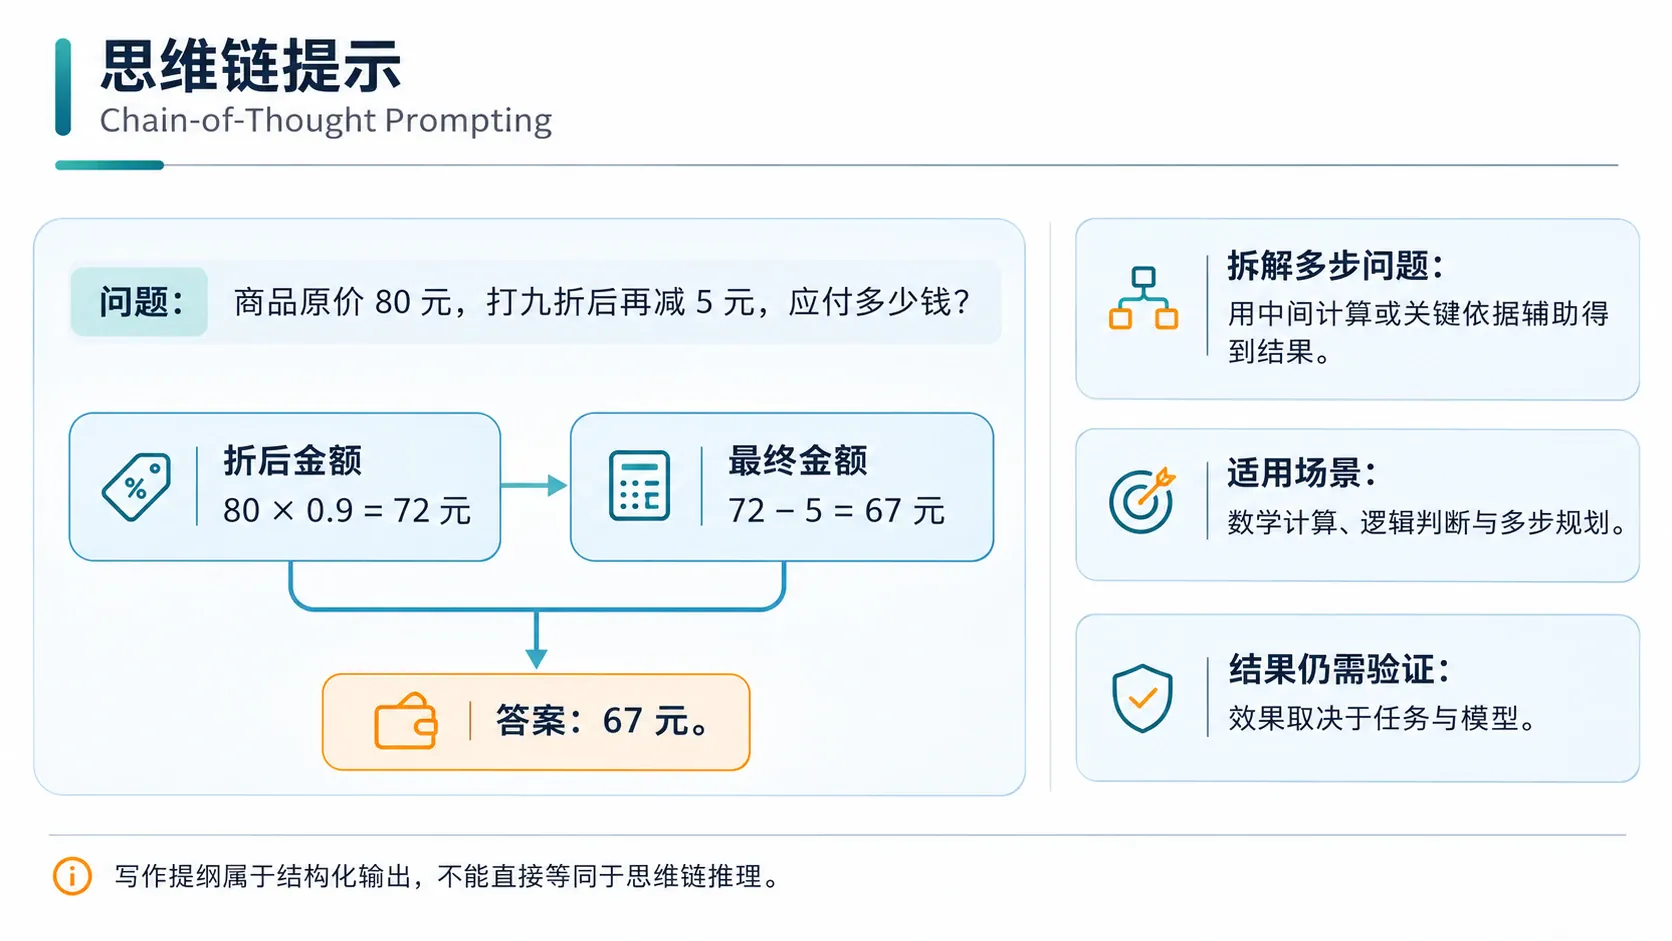 思维链提示
Chain-of-Thought Prompting
问题： 商品原价 80 元，打九折后再减 5 元，应付多少钱？
折后金额
80 × 0.9 = 72 元
最终金额
72 − 5 = 67 元
答案：67 元。
拆解多步问题：
用中间计算或关键依据辅助得
到结果。
适用场景：
数学计算、逻辑判断与多步规划。
结果仍需验证：
效果取决于任务与模型。
写作提纲属于结构化输出，不能直接等同于思维链推理。